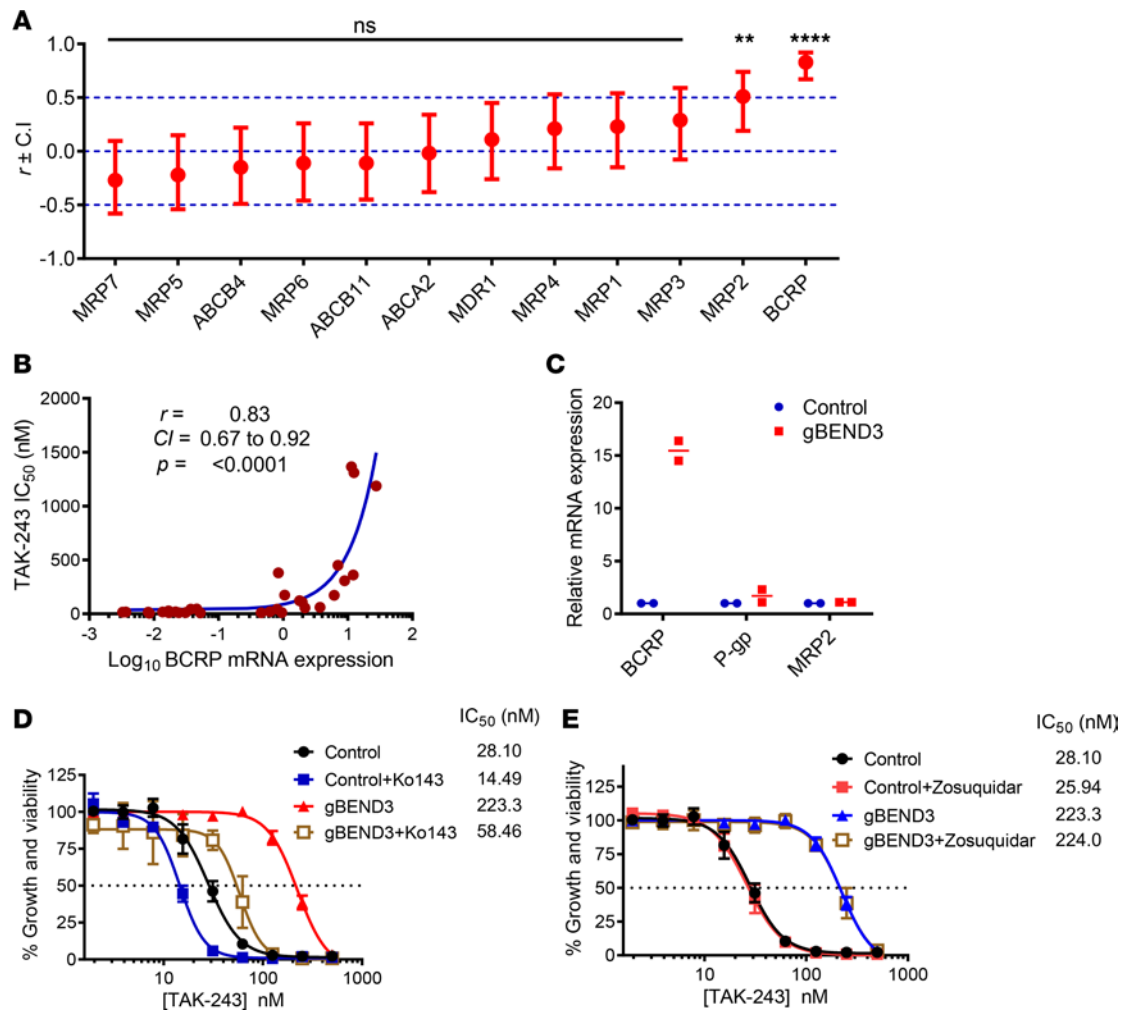 A
ns
**
****
r ± C.I
1.0
0.5
0.0
-0.5
-1.0
MRP7
MRP5
ABCB4
MRP6
ABCB11
ABCA2
MDR1
MRP4
MRP1
MRP3
MRP2
BCRP
B
TAK-243 IC50 (nM)
2000
1500
1000
500
0
r = 0.83
CI = 0.67 to 0.92
p = <0.0001
-3 -2 -1 0 1 2
Log10 BCRP mRNA expression
C
Relative mRNA expression
20
15
10
5
0
Control
gBEND3
BCRP
P-gp
MRP2
D
IC50 (nM)
Control 28.10
Control+Ko143 14.49
gBEND3 223.3
gBEND3+Ko143 58.46
% Growth and viability
125
100
75
50
25
0
10 100 1000
[TAK-243] nM
E
IC50 (nM)
Control 28.10
Control+Zosuquidar 25.94
gBEND3 223.3
gBEND3+Zosuquidar 224.0
% Growth and viability
125
100
75
50
25
0
10 100 1000
[TAK-243] nM